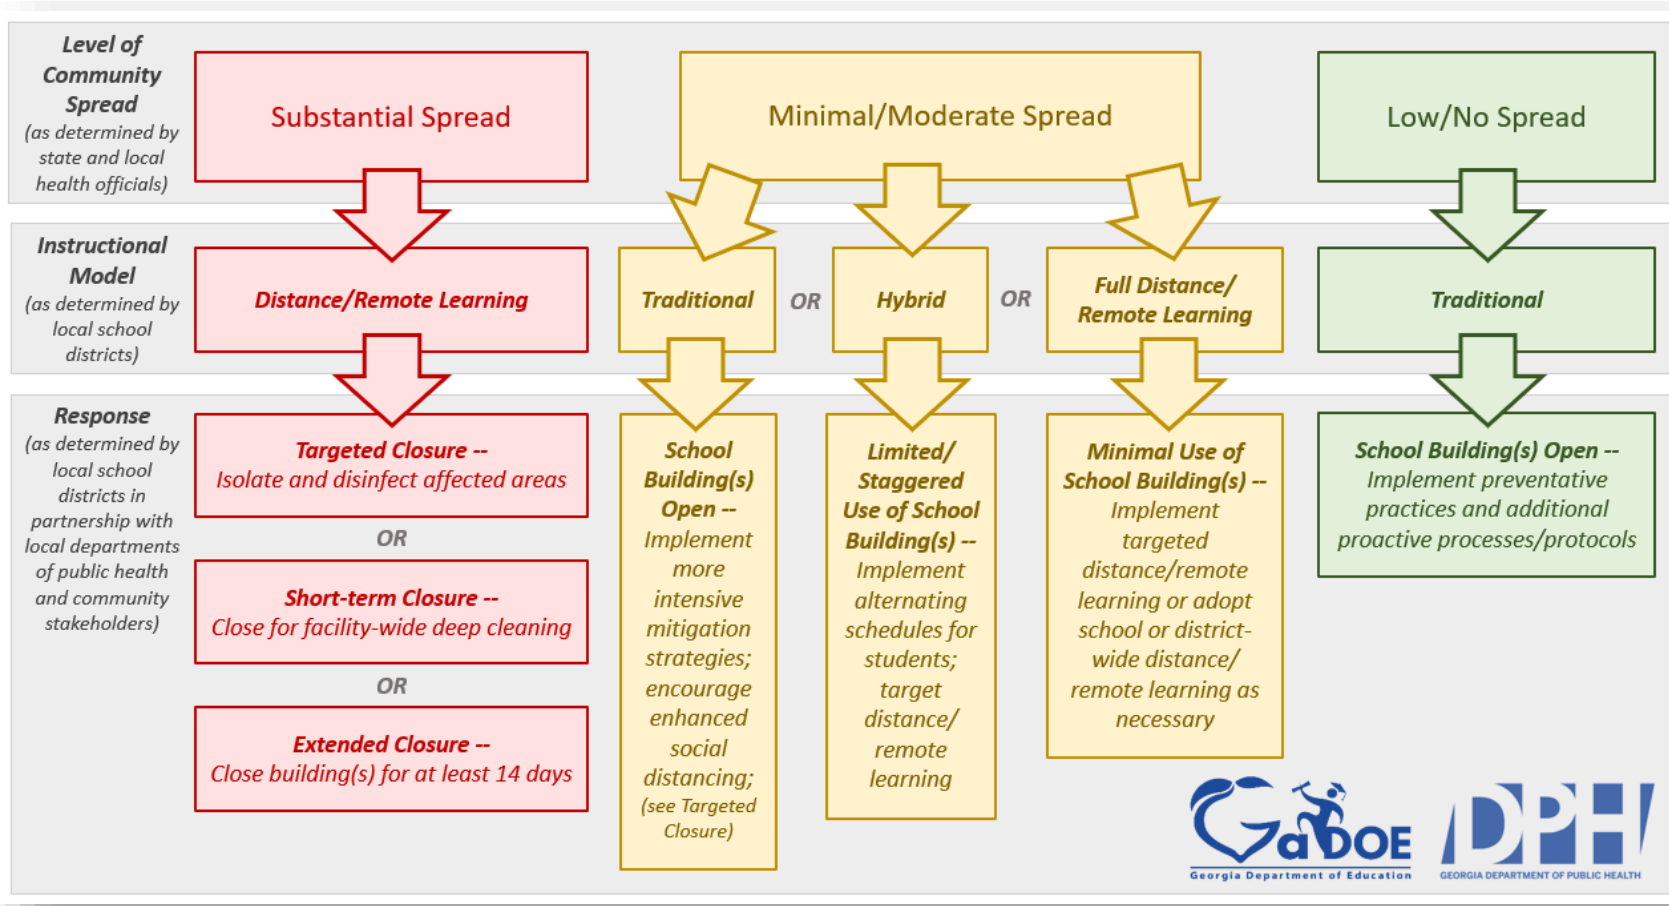 Level of
Community
Spread
(as determined by
state and local
health officials)
Substantial Spread
Minimal/Moderate Spread
Low/No Spread
Instructional
Model
(as determined by
local school
districts)
Distance/Remote Learning
Traditional
OR
Hybrid
OR
Full Distance/
Remote Learning
Traditional
Response
(as determined by
local school
districts in
partnership with
local departments
of public health
and community
stakeholders)
Targeted Closure --
Isolate and disinfect affected areas
OR
Short-term Closure --
Close for facility-wide deep cleaning
OR
Extended Closure --
Close building(s) for at least 14 days
School
Building(s)
Open --
Implement
more
intensive
mitigation
strategies;
encourage
enhanced
social
distancing;
(see Targeted
Closure)
Limited/
Staggered
Use of School
Building(s) --
Implement
alternating
schedules for
students;
target
distance/
remote
learning
Minimal Use of
School Building(s) --
Implement
targeted
distance/remote
learning or adopt
school or district-
wide distance/
remote learning as
necessary
School Building(s) Open --
Implement preventative
practices and additional
proactive processes/protocols
GaDOE
Georgia Department of Education
DPH
GEORGIA DEPARTMENT OF PUBLIC HEALTH